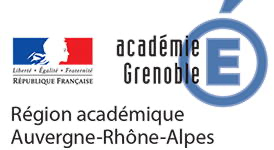 Liberté • Égalité • Fraternité
RÉPUBLIQUE FRANÇAISE
académie
Grenoble
É
Région académique
Auvergne-Rhône-Alpes